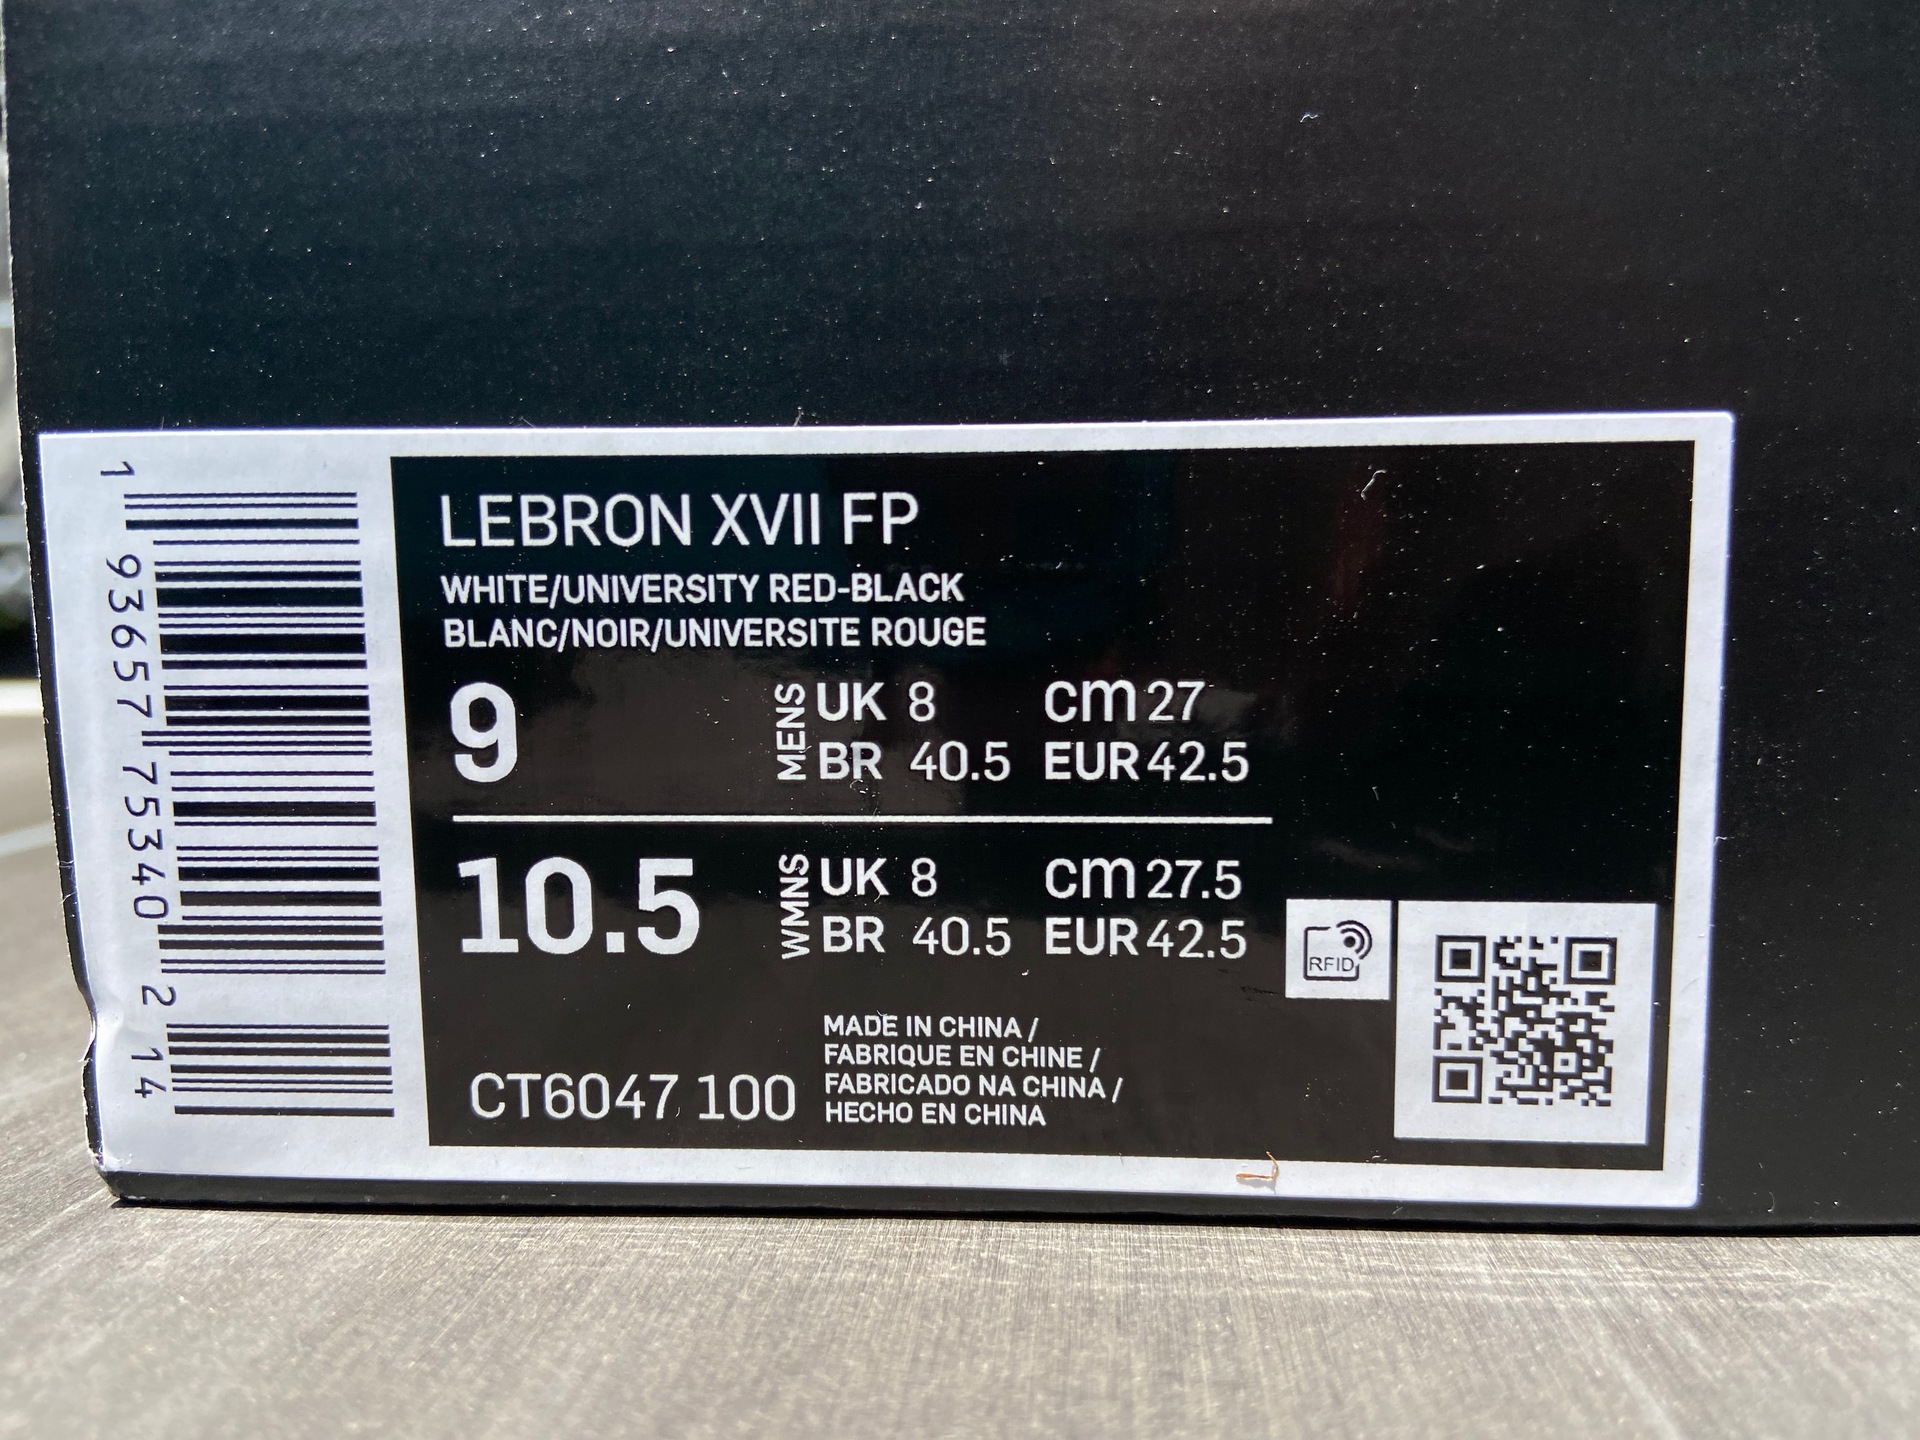 LEBRON XVII FP
WHITE/UNIVERSITY RED-BLACK
BLANC/NOIR/UNIVERSITE ROUGE
9
MENS
UK 8 cm 27
BR 40.5 EUR 42.5
10.5
WMNS
UK 8 cm 27.5
BR 40.5 EUR 42.5
RFID
CT6047 100
MADE IN CHINA /
FABRIQUE EN CHINE /
FABRICADO NA CHINA /
HECHO EN CHINA
1 93657 75340 2 14